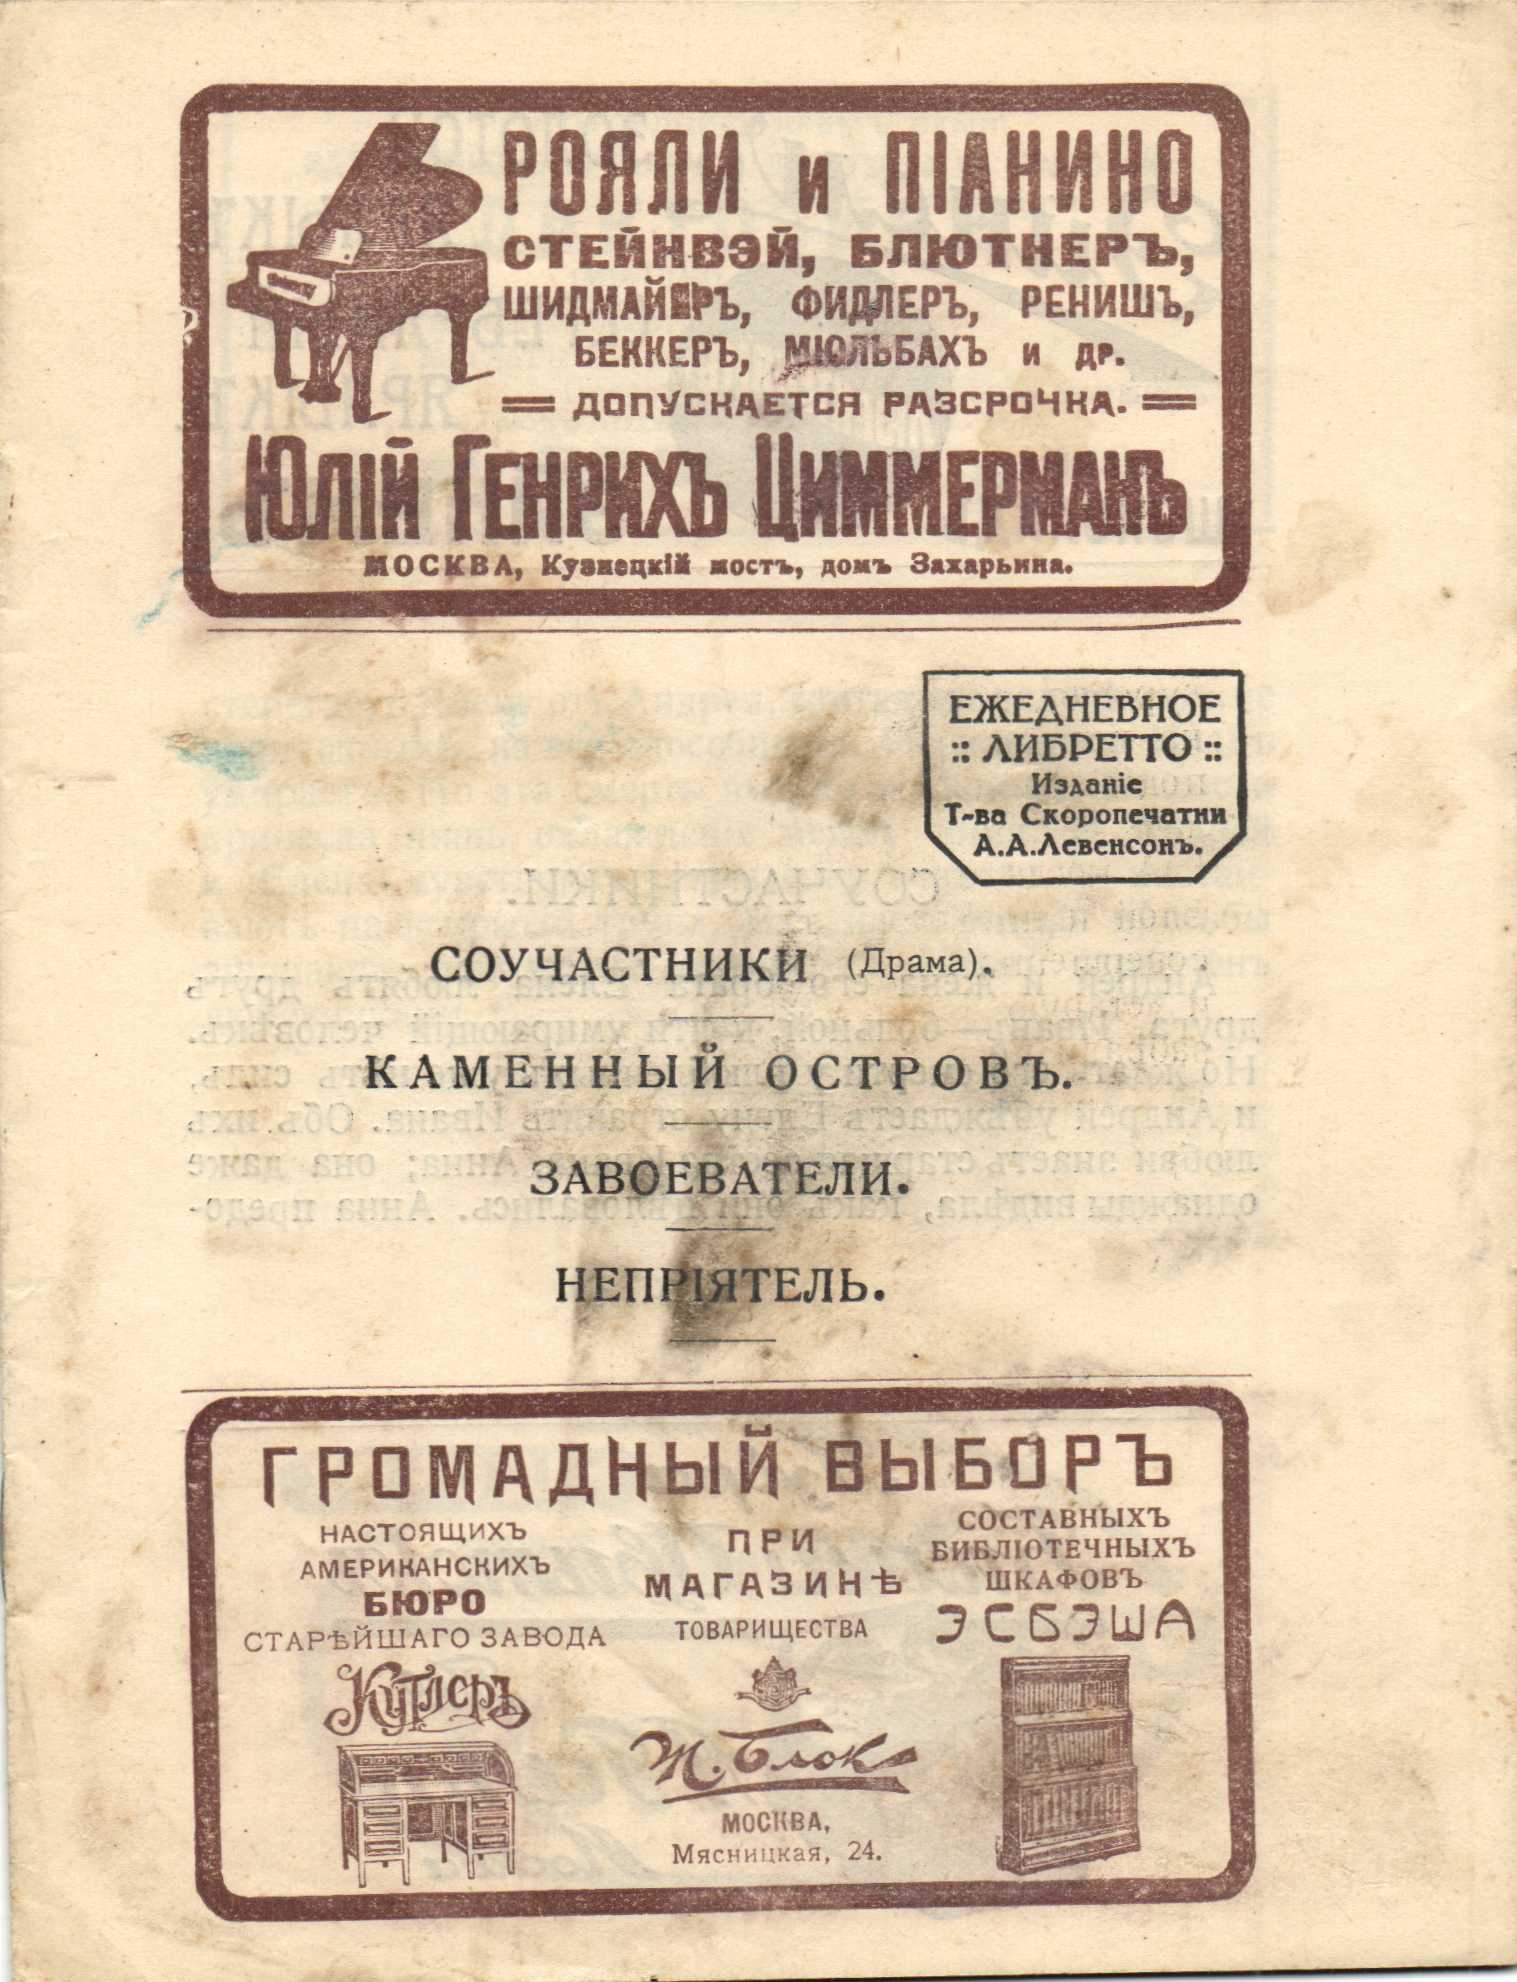 РОЯЛИ и ПІАНИНО
СТЕЙНВЭЙ, БЛЮТНЕРЪ,
ШИДМАЙЕРЪ, ФИДЛЕРЪ, РЕНИШЪ,
БЕККЕРЪ, МЮЛЬБАХЪ и др.
ДОПУСКАЕТСЯ РАЗСРОЧКА.
ЮЛІЙ ГЕНРИХЪ ЦИММЕРМАНЪ
МОСКВА, Кузнецкій мостъ, домъ Захарьина.
ЕЖЕДНЕВНОЕ
:: ЛИБРЕТТО ::
Изданіе
Т-ва Скоропечатни
А.А.Левенсонъ.
СОУЧАСТНИКИ (Драма).
КАМЕННЫЙ ОСТРОВЪ.
ЗАВОЕВАТЕЛИ.
НЕПРІЯТЕЛЬ.
ГРОМАДНЫЙ ВЫБОРЪ
НАСТОЯЩИХЪ
АМЕРИКАНСКИХЪ
БЮРО
СТАРѢЙШАГО ЗАВОДА
Кутлеръ
ПРИ
МАГАЗИНѢ
ТОВАРИЩЕСТВА
Ж. Блок
МОСКВА,
Мясницкая, 24.
СОСТАВНЫХЪ
БИБЛІОТЕЧНЫХЪ
ШКАФОВЪ
ЭСБЭША